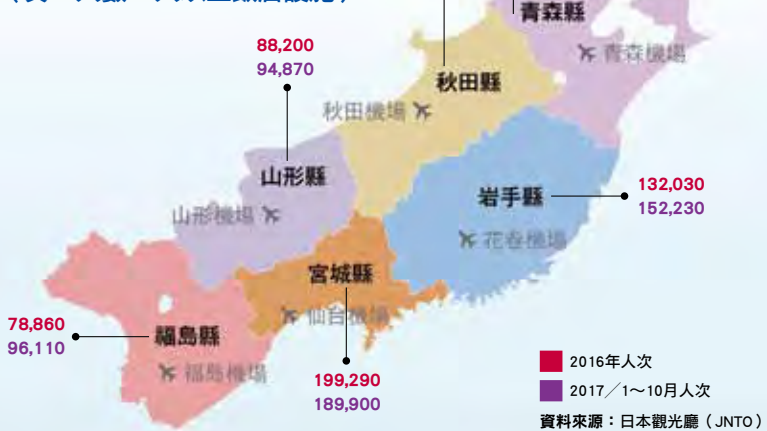 青森縣
青森機場
88,200
94,870
秋田縣
秋田機場
山形縣
山形機場
岩手縣
花卷機場
132,030
152,230
宮城縣
仙台機場
78,860
96,110
福島縣
福島機場
199,290
189,900
2016年人次
2017／1～10月人次
資料來源：日本觀光廳（JNTO）